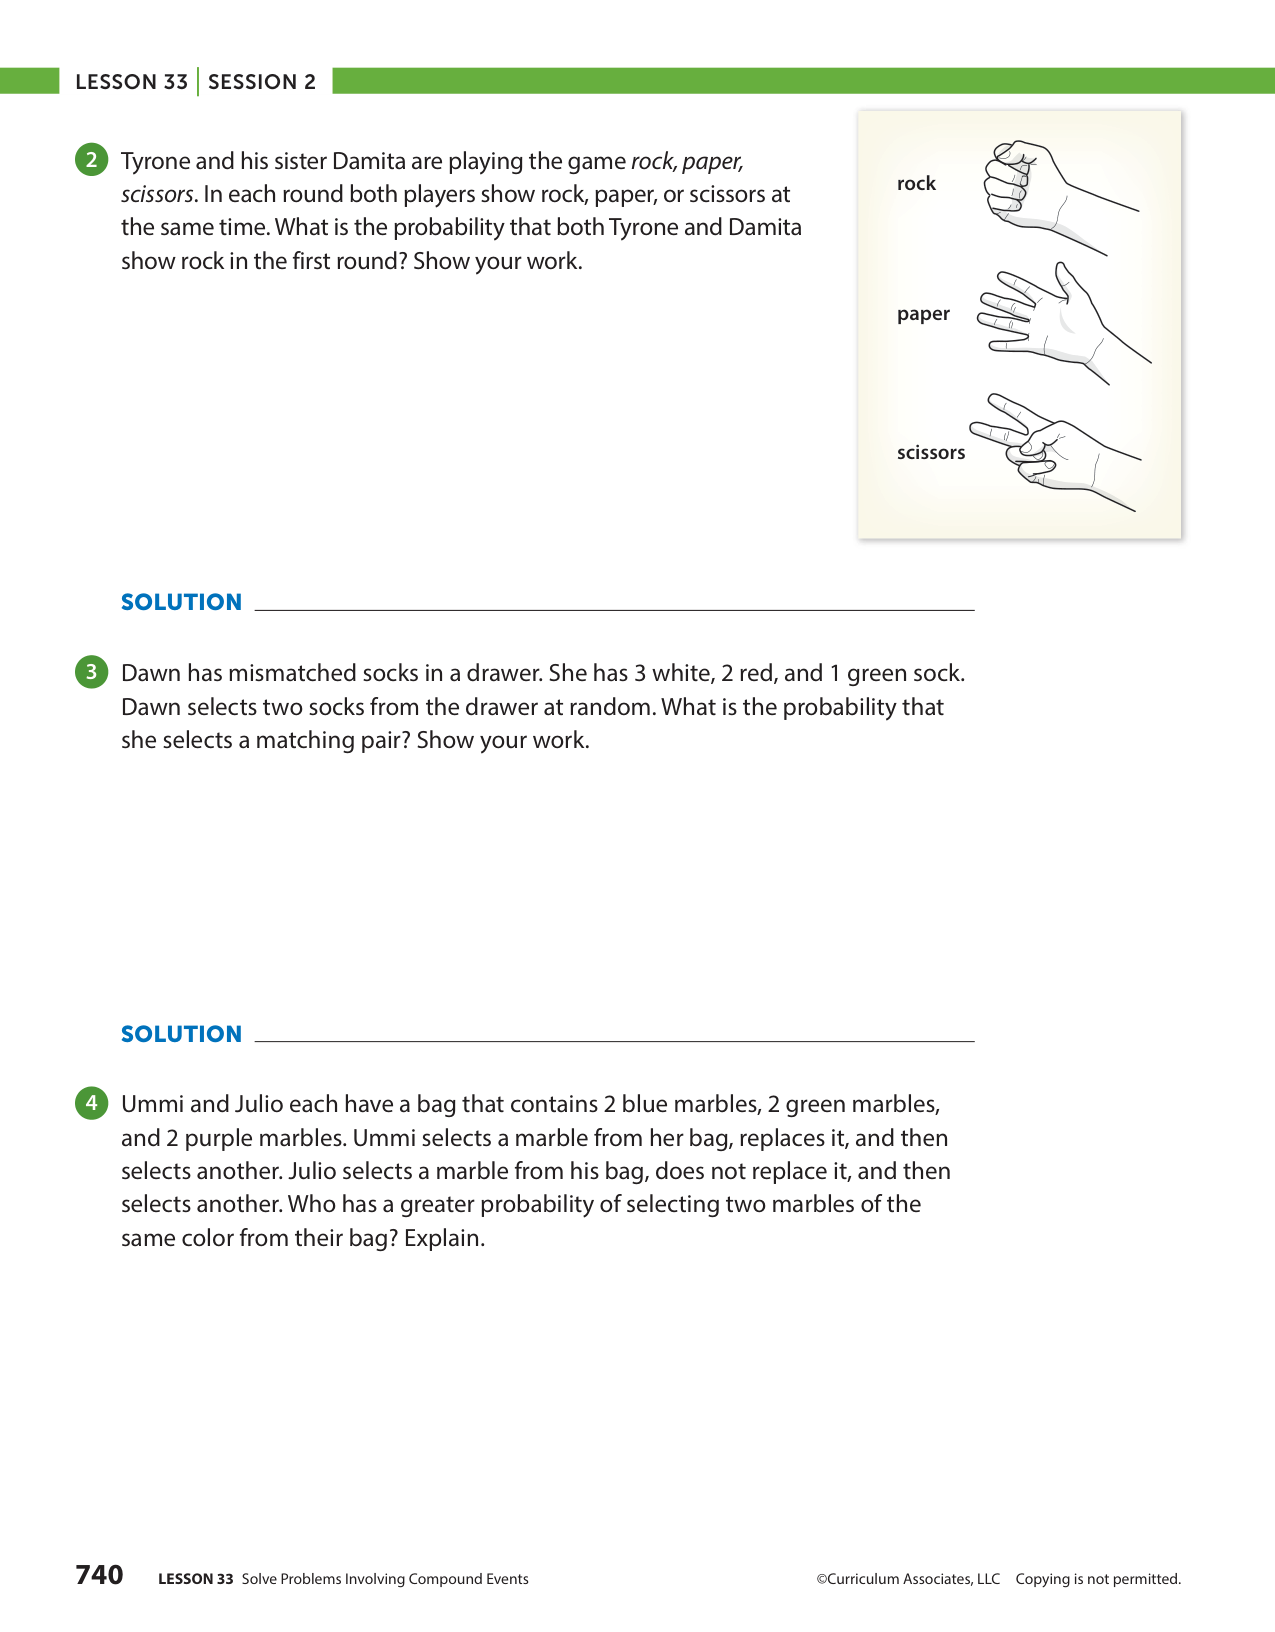 LESSON 33 | SESSION 2
2 Tyrone and his sister Damita are playing the game rock, paper,
scissors. In each round both players show rock, paper, or scissors at
the same time. What is the probability that both Tyrone and Damita
show rock in the first round? Show your work.
rock
paper
scissors
SOLUTION
3 Dawn has mismatched socks in a drawer. She has 3 white, 2 red, and 1 green sock.
Dawn selects two socks from the drawer at random. What is the probability that
she selects a matching pair? Show your work.
SOLUTION
4 Ummi and Julio each have a bag that contains 2 blue marbles, 2 green marbles,
and 2 purple marbles. Ummi selects a marble from her bag, replaces it, and then
selects another. Julio selects a marble from his bag, does not replace it, and then
selects another. Who has a greater probability of selecting two marbles of the
same color from their bag? Explain.
740 LESSON 33 Solve Problems Involving Compound Events ©Curriculum Associates, LLC Copying is not permitted.